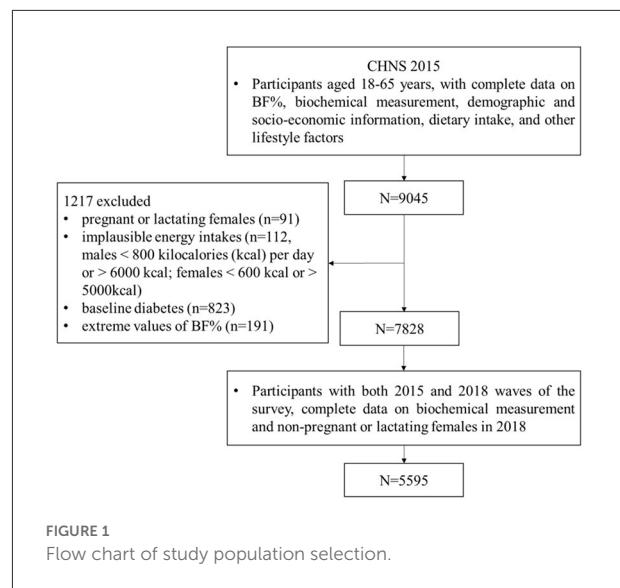 CHNS 2015
• Participants aged 18-65 years, with complete data on
BF%, biochemical measurement, demographic and
socio-economic information, dietary intake, and other
lifestyle factors
N=9045
1217 excluded
• pregnant or lactating females (n=91)
• implausible energy intakes (n=112,
males < 800 kilocalories (kcal) per day
or > 6000 kcal; females < 600 kcal or >
5000kcal)
• baseline diabetes (n=823)
• extreme values of BF% (n=191)
N=7828
• Participants with both 2015 and 2018 waves of the
survey, complete data on biochemical measurement
and non-pregnant or lactating females in 2018
N=5595
FIGURE 1
Flow chart of study population selection.